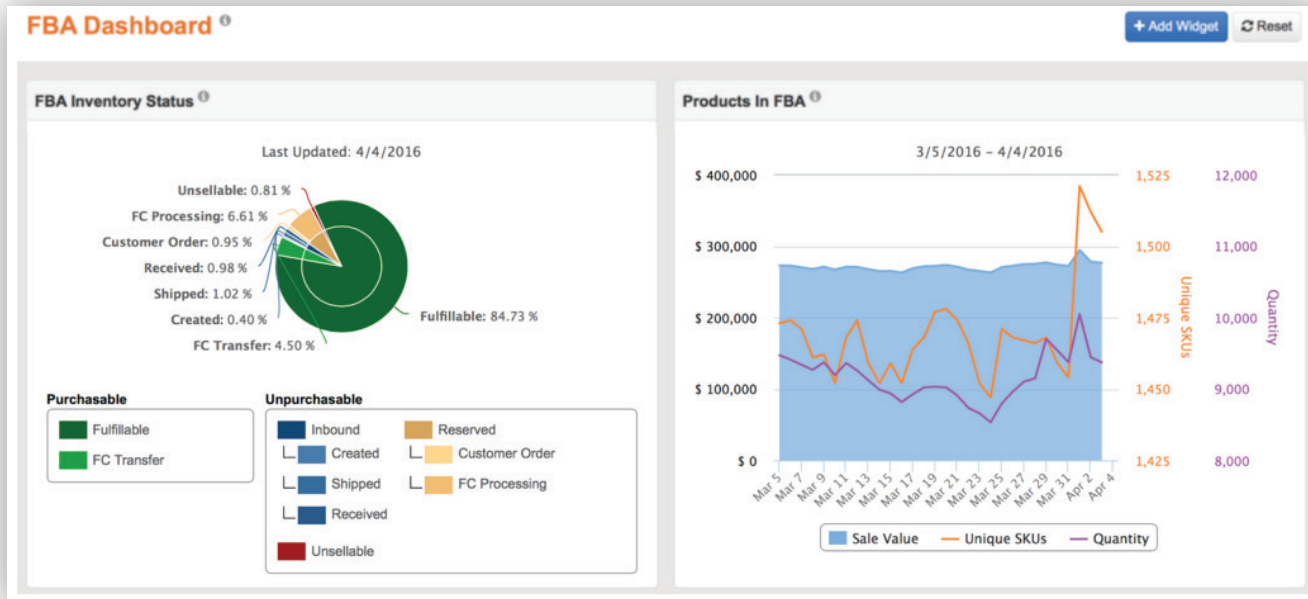 FBA Dashboard i
+ Add Widget
Reset
FBA Inventory Status i
Last Updated: 4/4/2016
Unsellable: 0.81 %
FC Processing: 6.61 %
Customer Order: 0.95 %
Received: 0.98 %
Shipped: 1.02 %
Created: 0.40 %
FC Transfer: 4.50 %
Fulfillable: 84.73 %
Purchasable
Fulfillable
FC Transfer
Unpurchasable
Inbound
Created
Shipped
Received
Unsellable
Reserved
Customer Order
FC Processing
Products In FBA i
3/5/2016 – 4/4/2016
$ 400,000
$ 300,000
$ 200,000
$ 100,000
$ 0
1,525
1,500
1,475
1,450
1,425
Unique SKUs
12,000
11,000
10,000
9,000
8,000
Quantity
Mar 5
Mar 7
Mar 9
Mar 11
Mar 13
Mar 15
Mar 17
Mar 19
Mar 21
Mar 23
Mar 25
Mar 27
Mar 29
Mar 31
Apr 2
Apr 4
Sale Value
Unique SKUs
Quantity